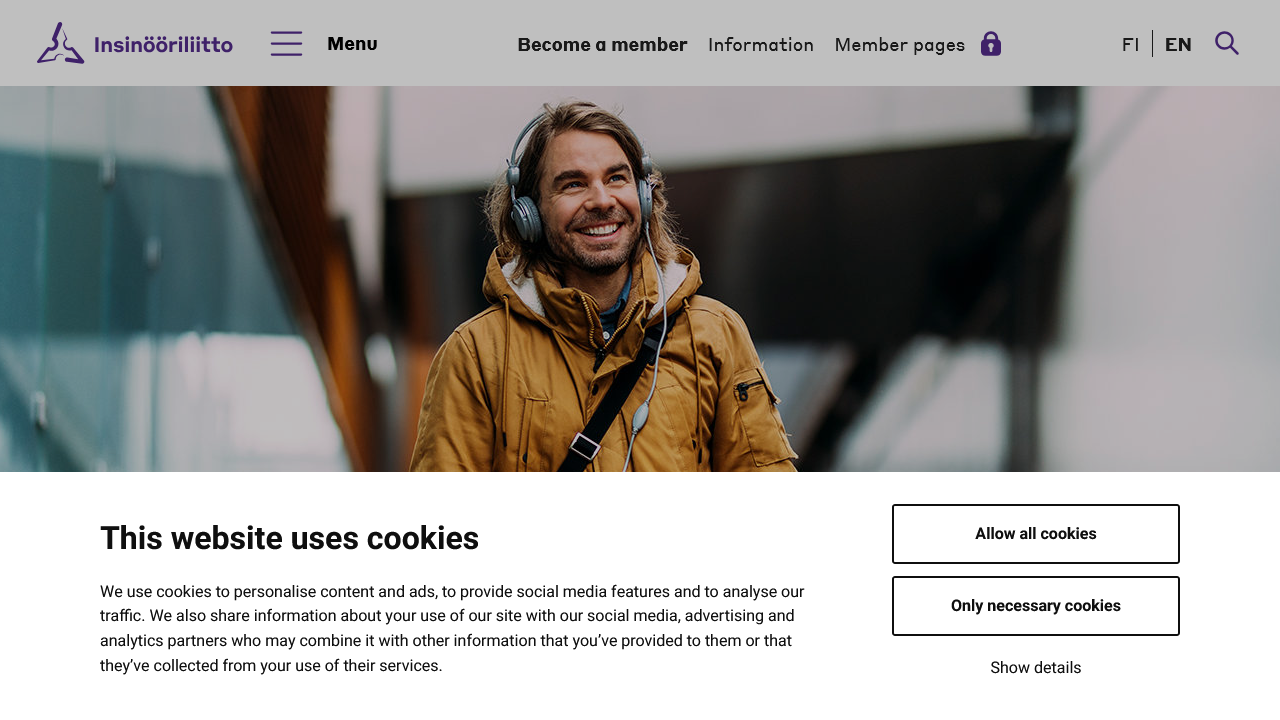 Insinööriliitto
Menu
Become a member
Information
Member pages
FI
EN
This website uses cookies
We use cookies to personalise content and ads, to provide social media features and to analyse our
traffic. We also share information about your use of our site with our social media, advertising and
analytics partners who may combine it with other information that you’ve provided to them or that
they’ve collected from your use of their services.
Allow all cookies
Only necessary cookies
Show details